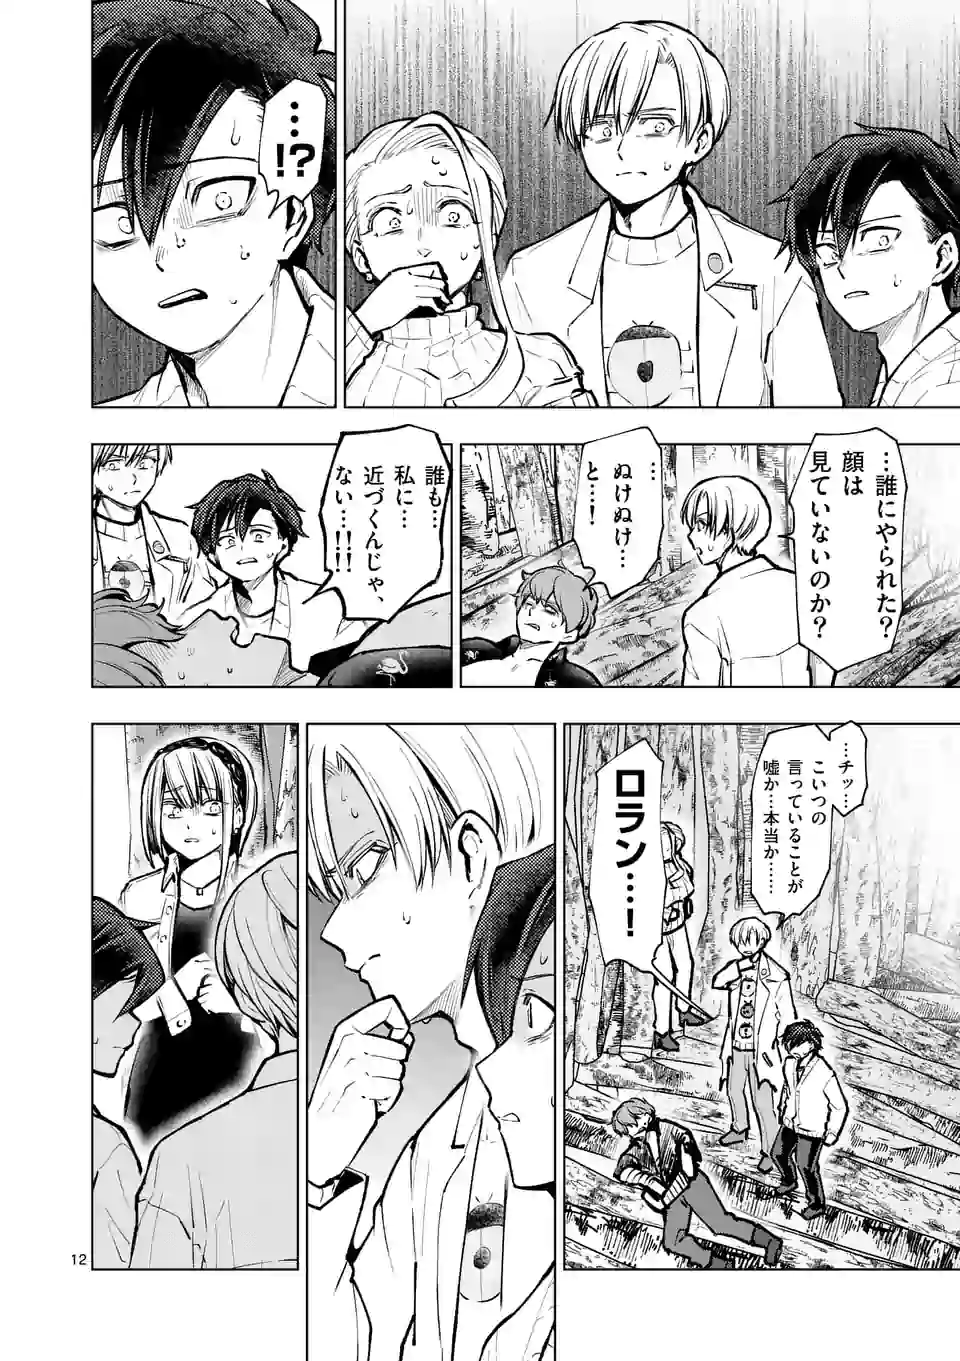 …!?
…誰にやられた?
顔は
見ていないのか?
…
ぬけぬけ…
と…!
誰も…
私に…
近づくんじゃ、
ない…!!!!
…チッ…
こいつの
言っていることが
嘘か…本当か……
ロラン…!
12